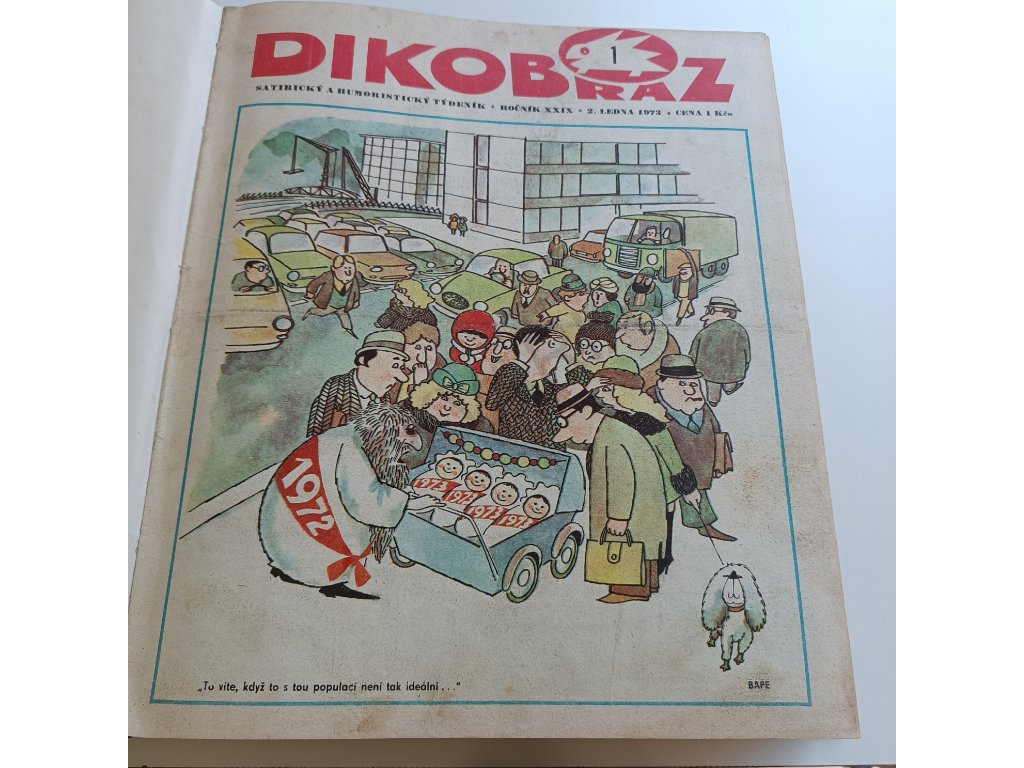 DIKOBRAZ
1
SATIRICKÝ A HUMORISTICKÝ TÝDENÍK • ROČNÍK XXIX • 2. LEDNA 1973 • CENA 1 Kčs
1972
1973 1973 1973 1973
„To víte, když to s tou populací není tak ideální . . .“
BAPE